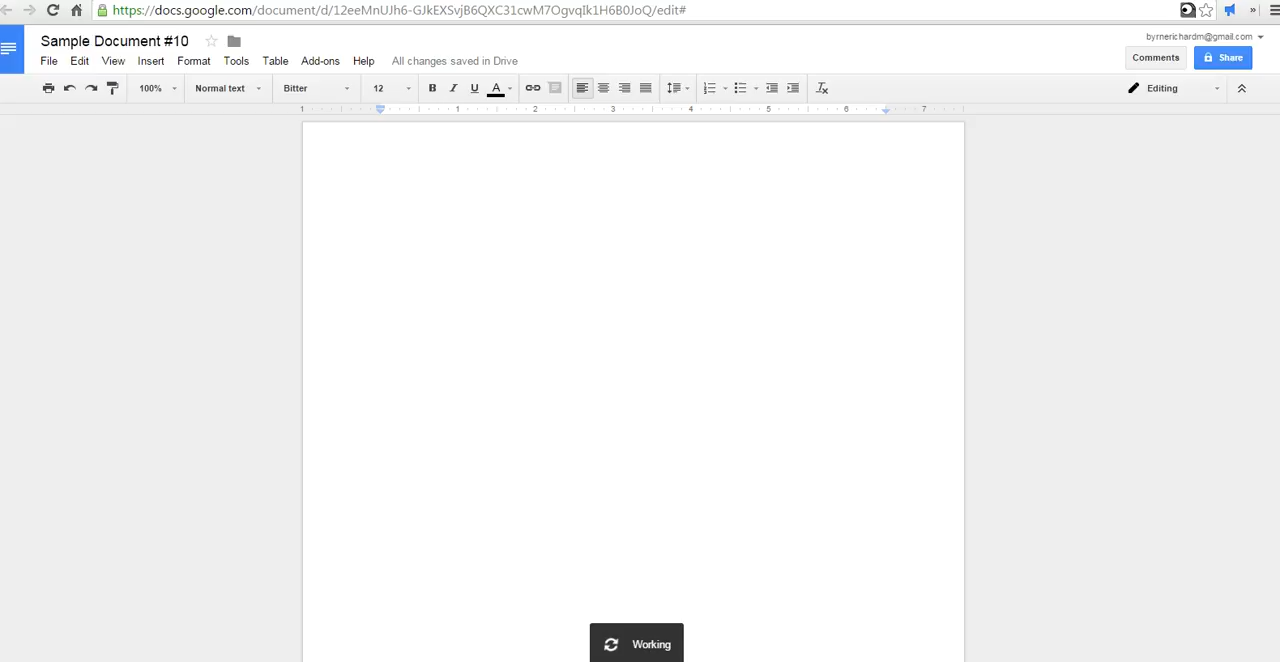 https://docs.google.com/document/d/12eeMnUJh6-GJkEXSvjB6QXC31cwM7OgvqIk1H6B0JoQ/edit#
Sample Document #10
byrnerichardm@gmail.com
File Edit View Insert Format Tools Table Add-ons Help All changes saved in Drive
Comments Share
100% Normal text Bitter 12 B I U A Editing
1 1 2 3 4 5 6 7
Working